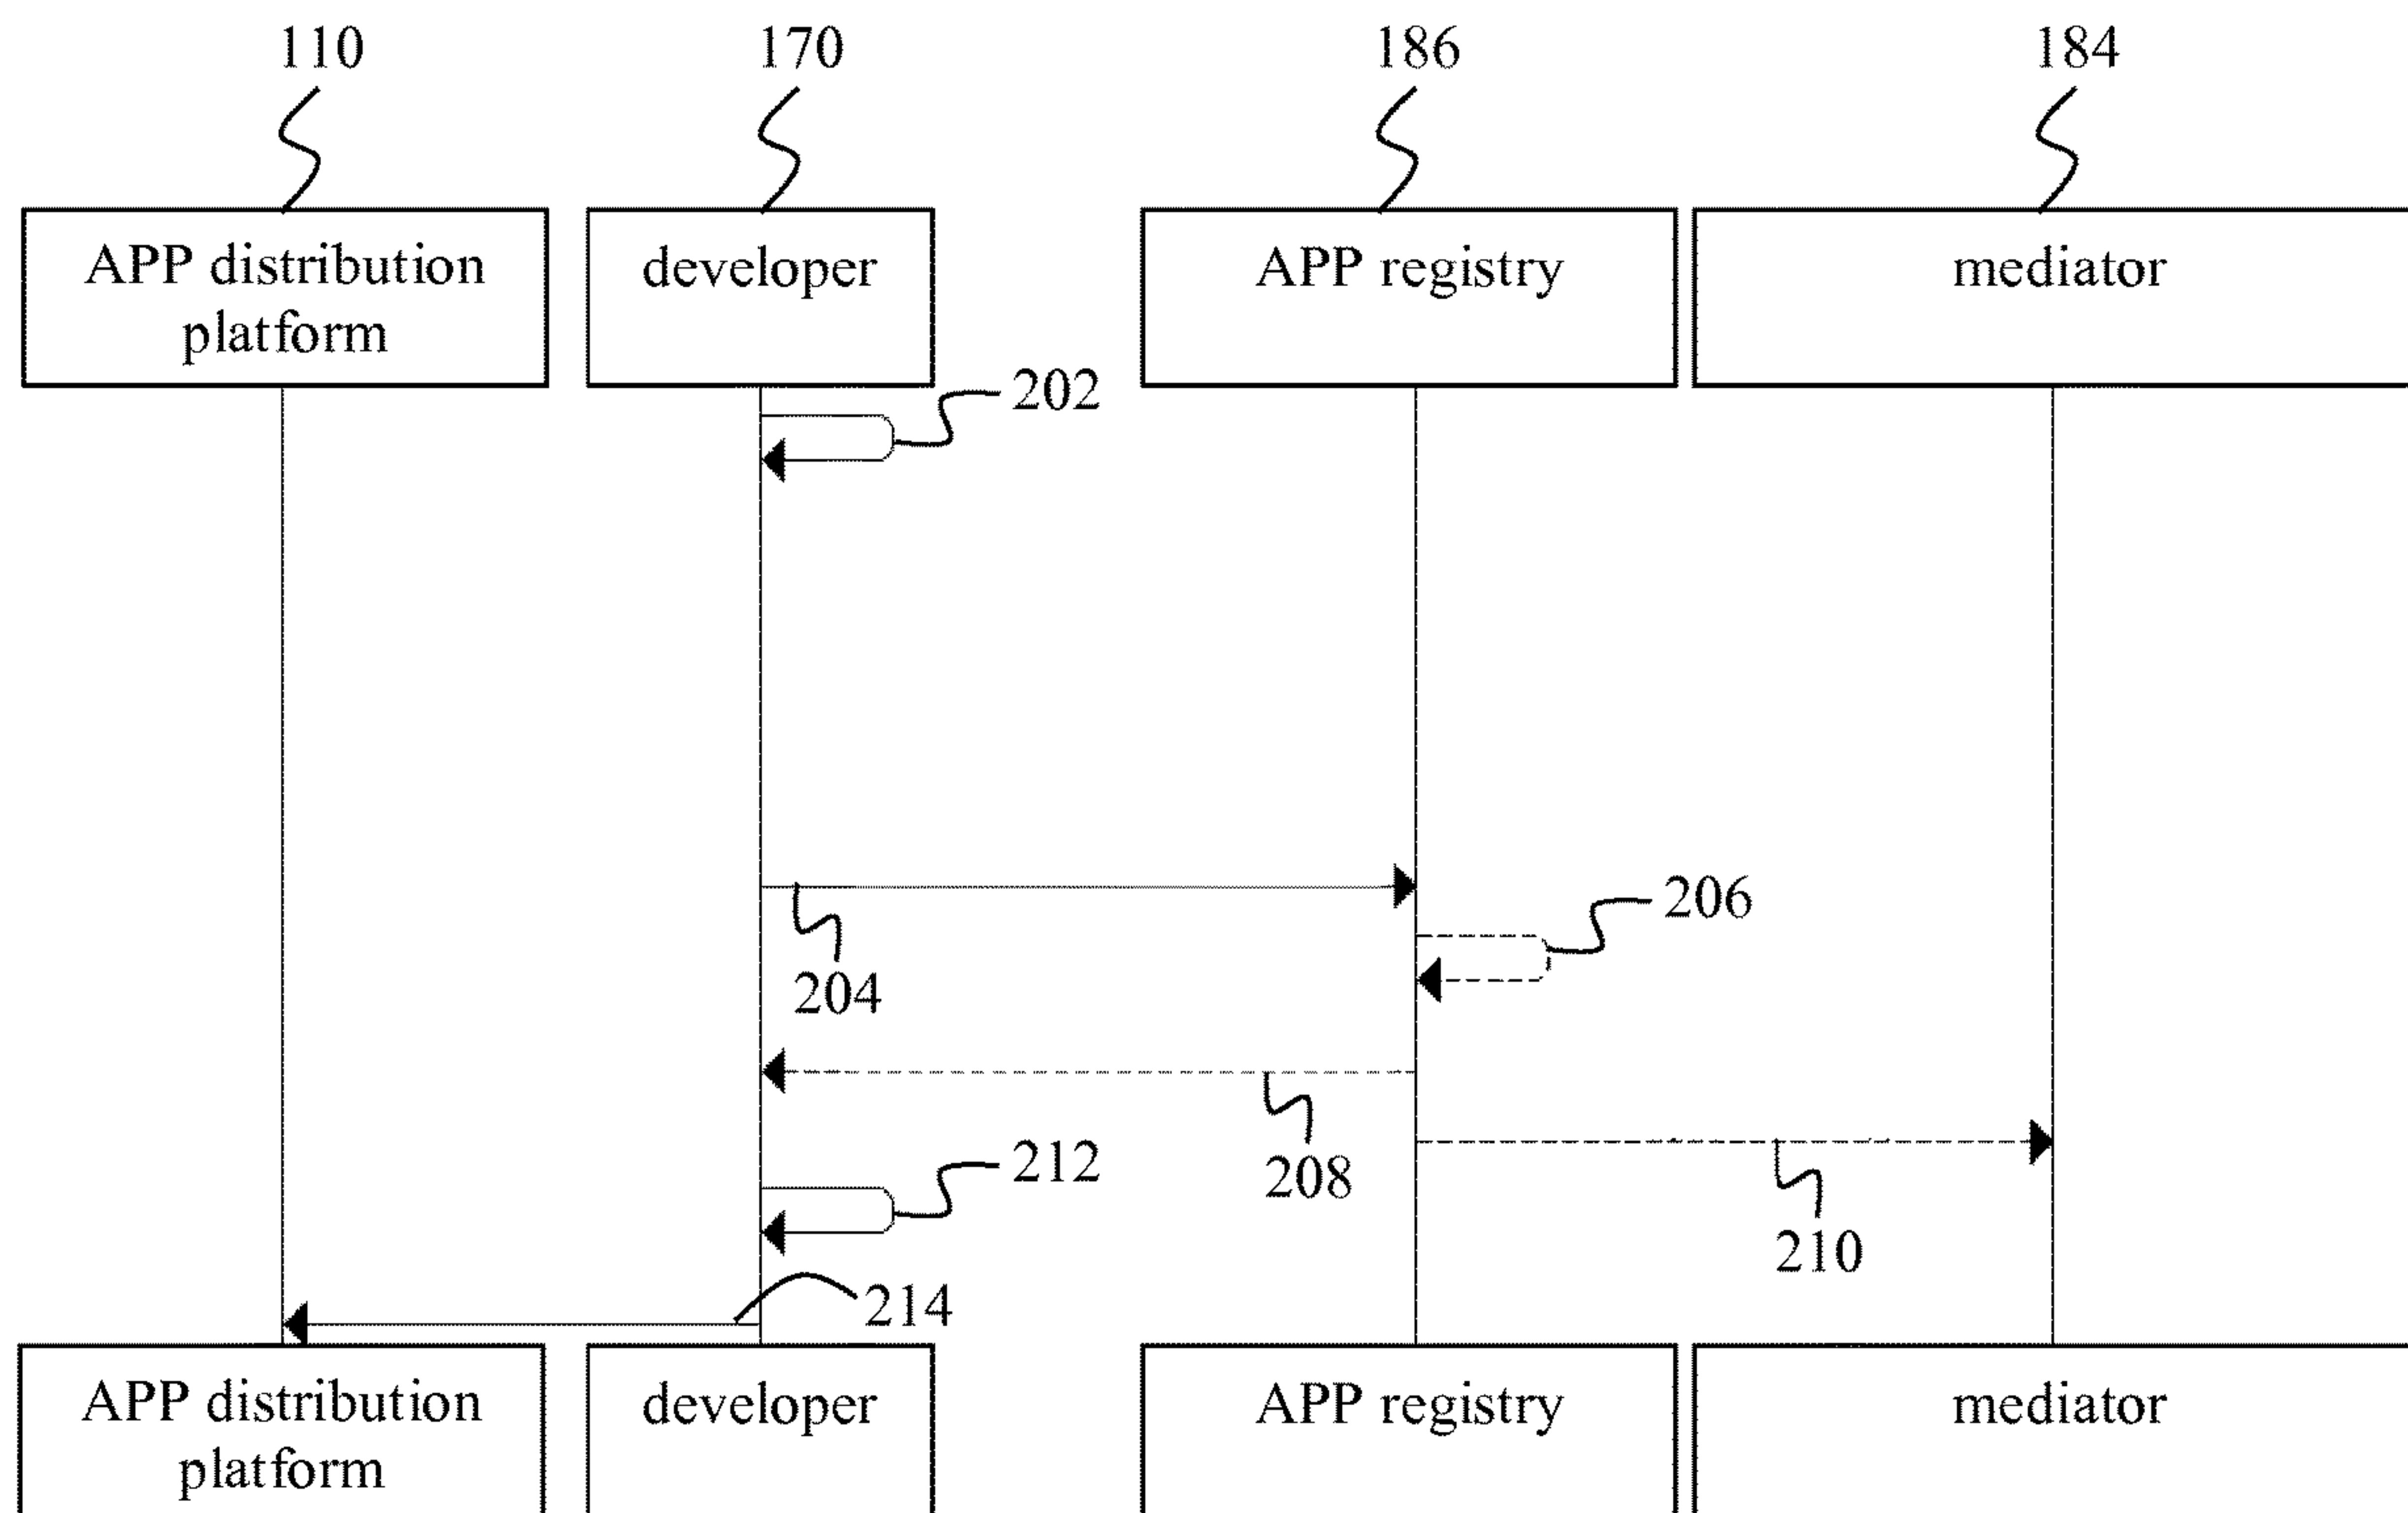 110
170
186
184
APP distribution
platform
developer
APP registry
mediator
202
206
204
212
208
210
214
APP distribution
platform
developer
APP registry
mediator